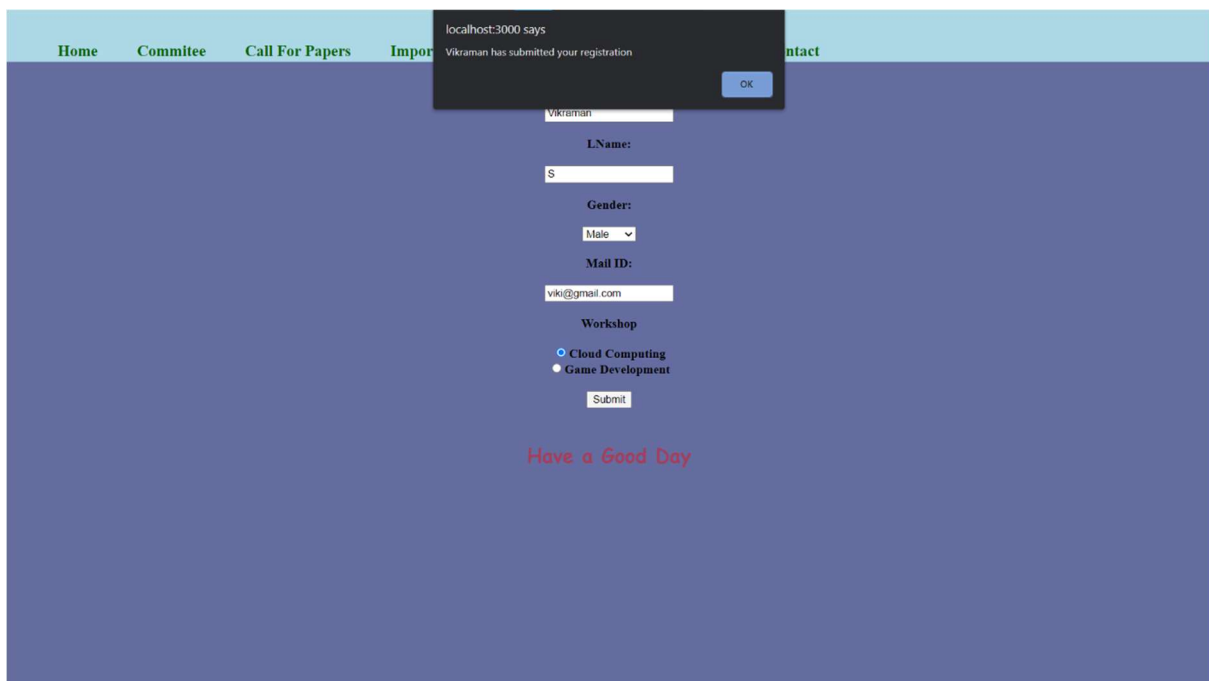 localhost:3000 says
Vikraman has submitted your registration
OK
Home Commitee Call For Papers
Vikraman
LName:
S
Gender:
Male
Mail ID:
viki@gmail.com
Workshop
Cloud Computing
Game Development
Submit
Have a Good Day